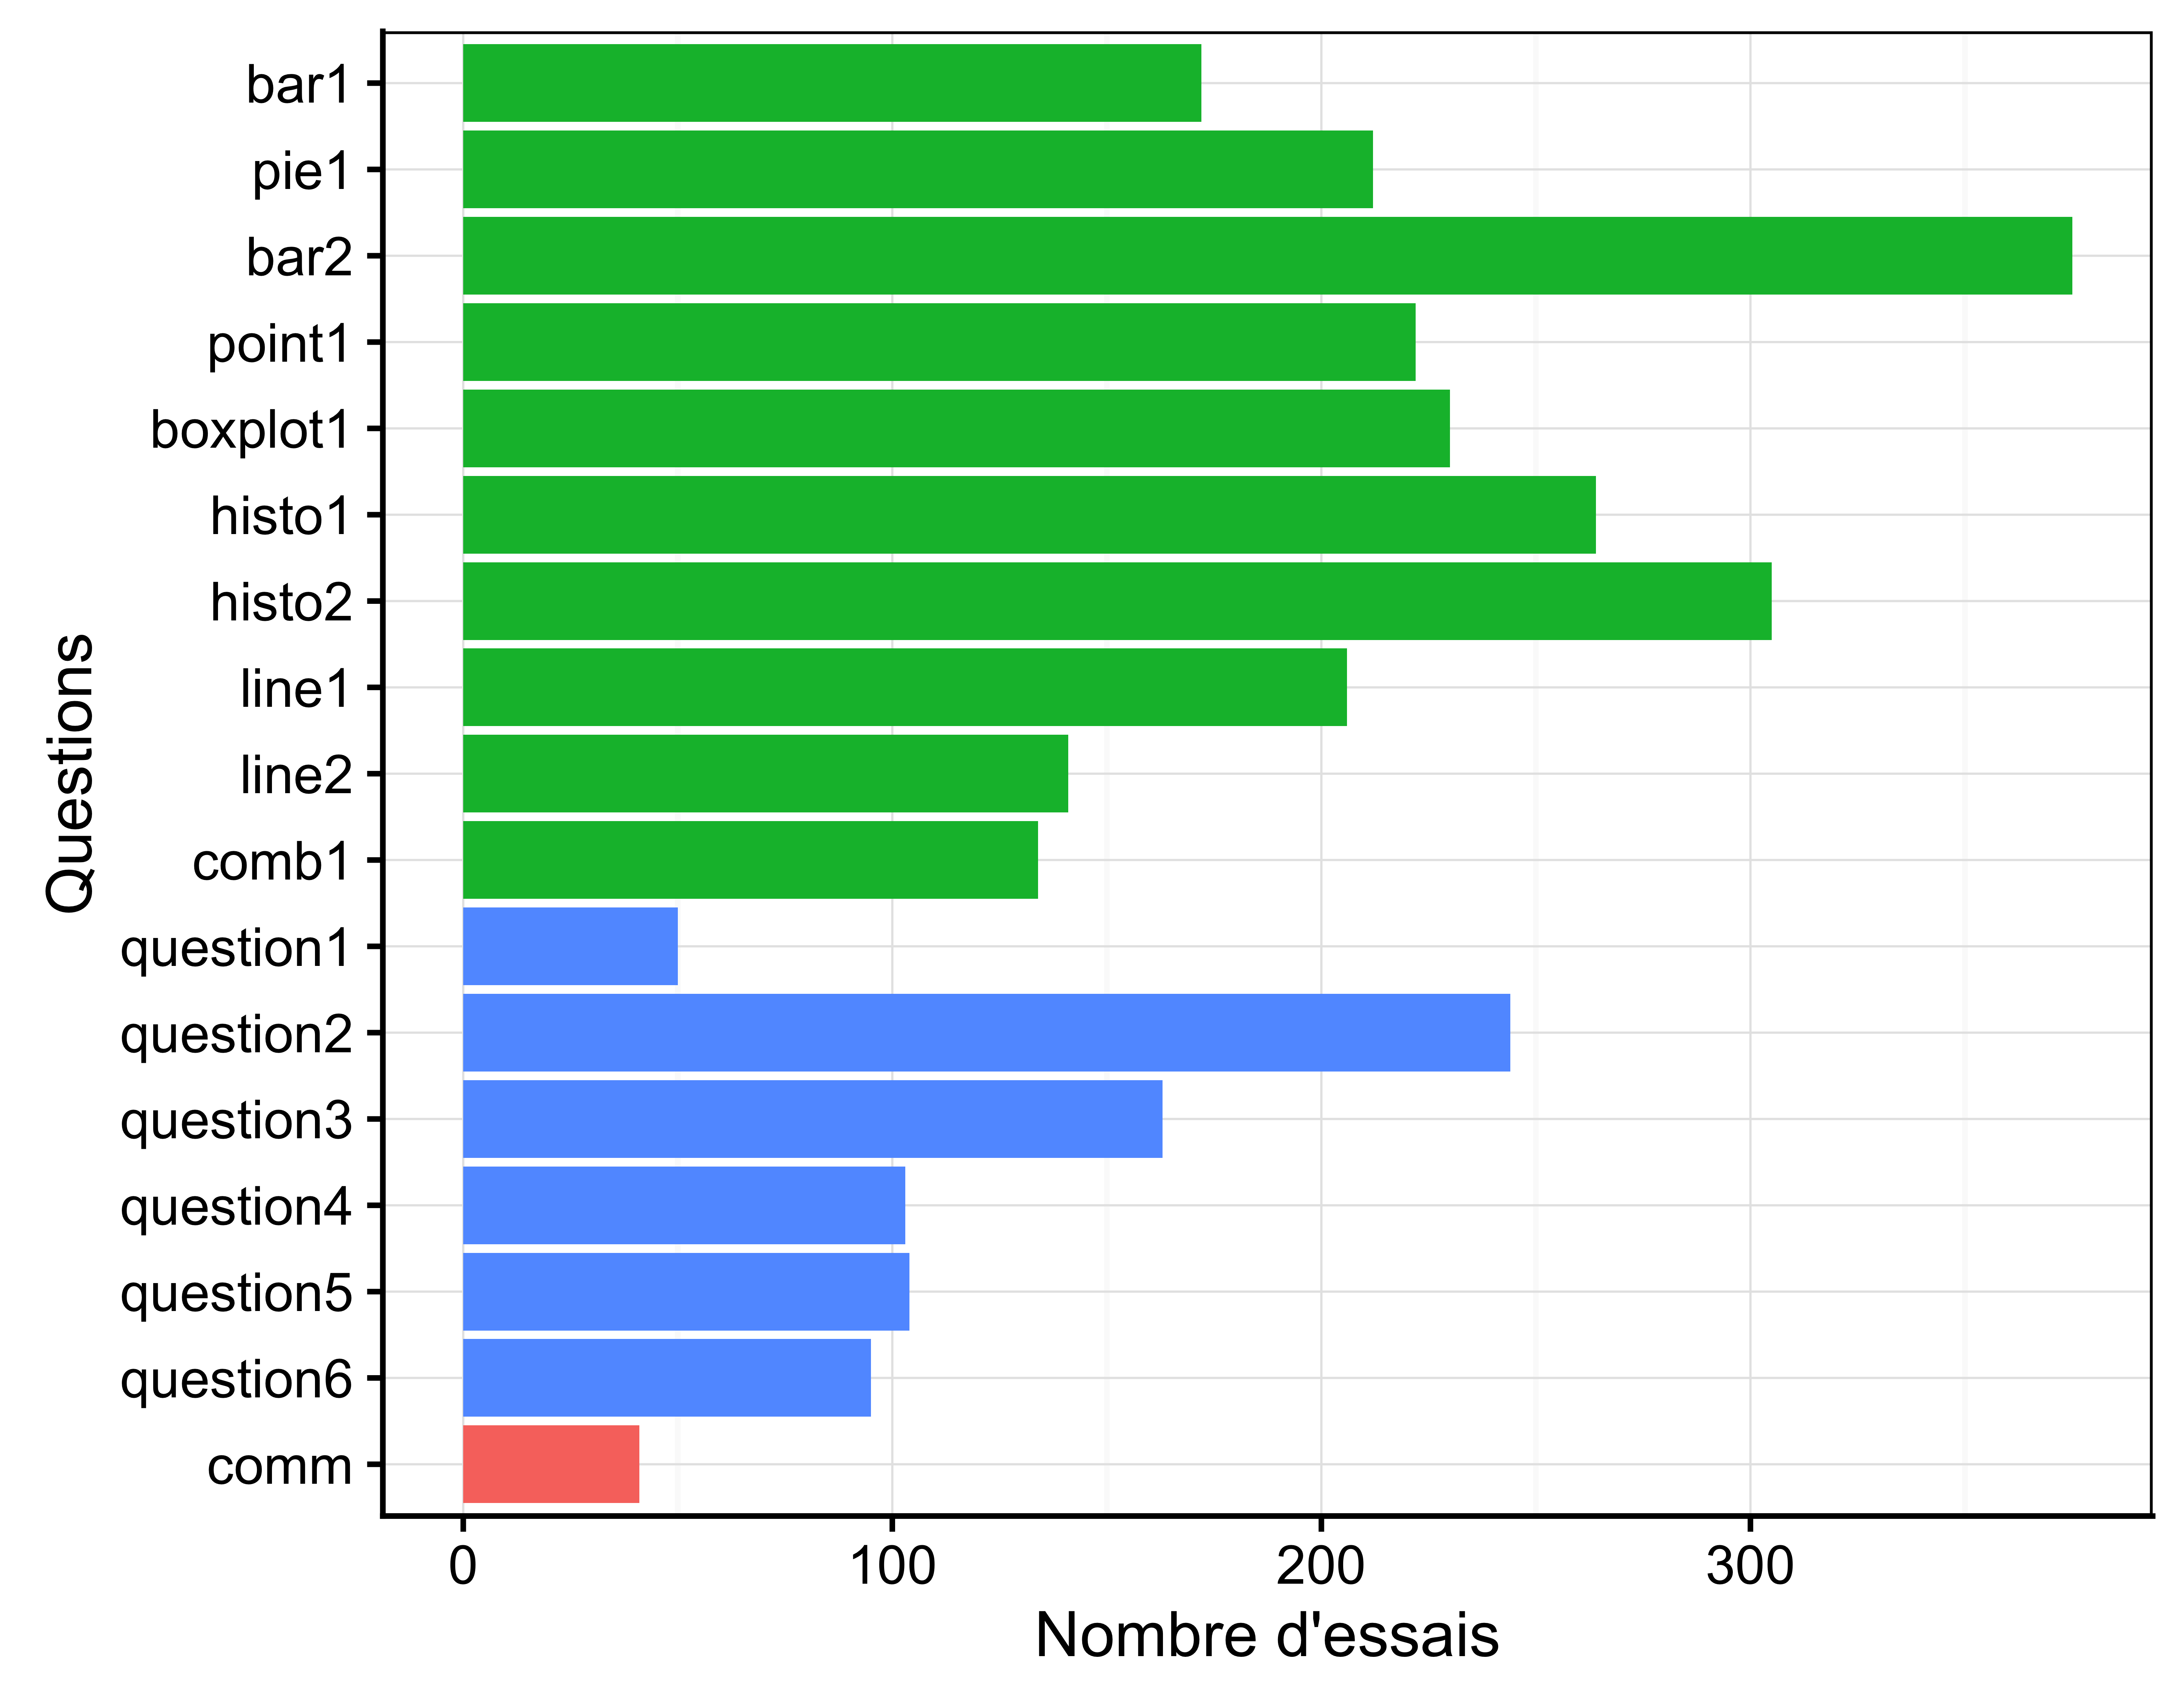 bar1
pie1
bar2
point1
boxplot1
histo1
histo2
line1
line2
comb1
question1
question2
question3
question4
question5
question6
comm
Questions
0 100 200 300
Nombre d'essais